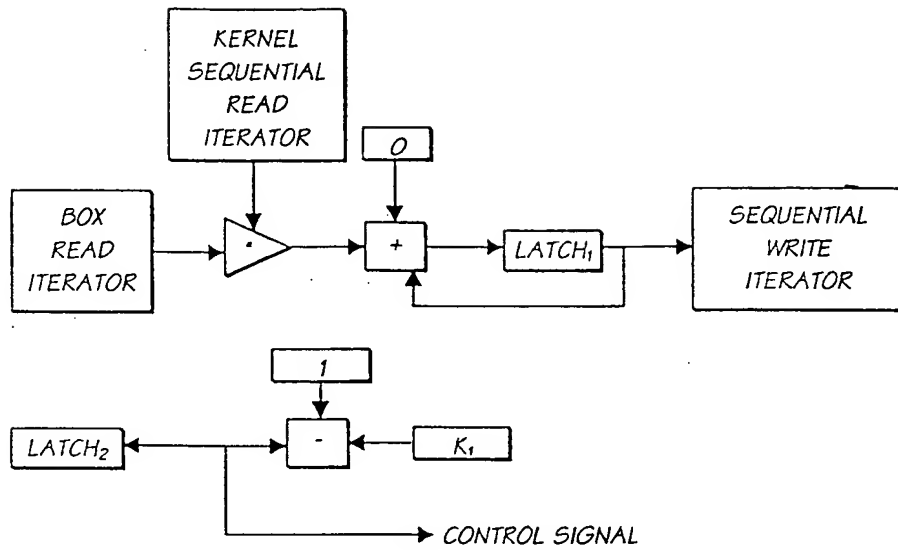 KERNEL
SEQUENTIAL
READ
ITERATOR
0
BOX
READ
ITERATOR
+
LATCH₁
SEQUENTIAL
WRITE
ITERATOR
1
LATCH₂
-
K₁
CONTROL SIGNAL